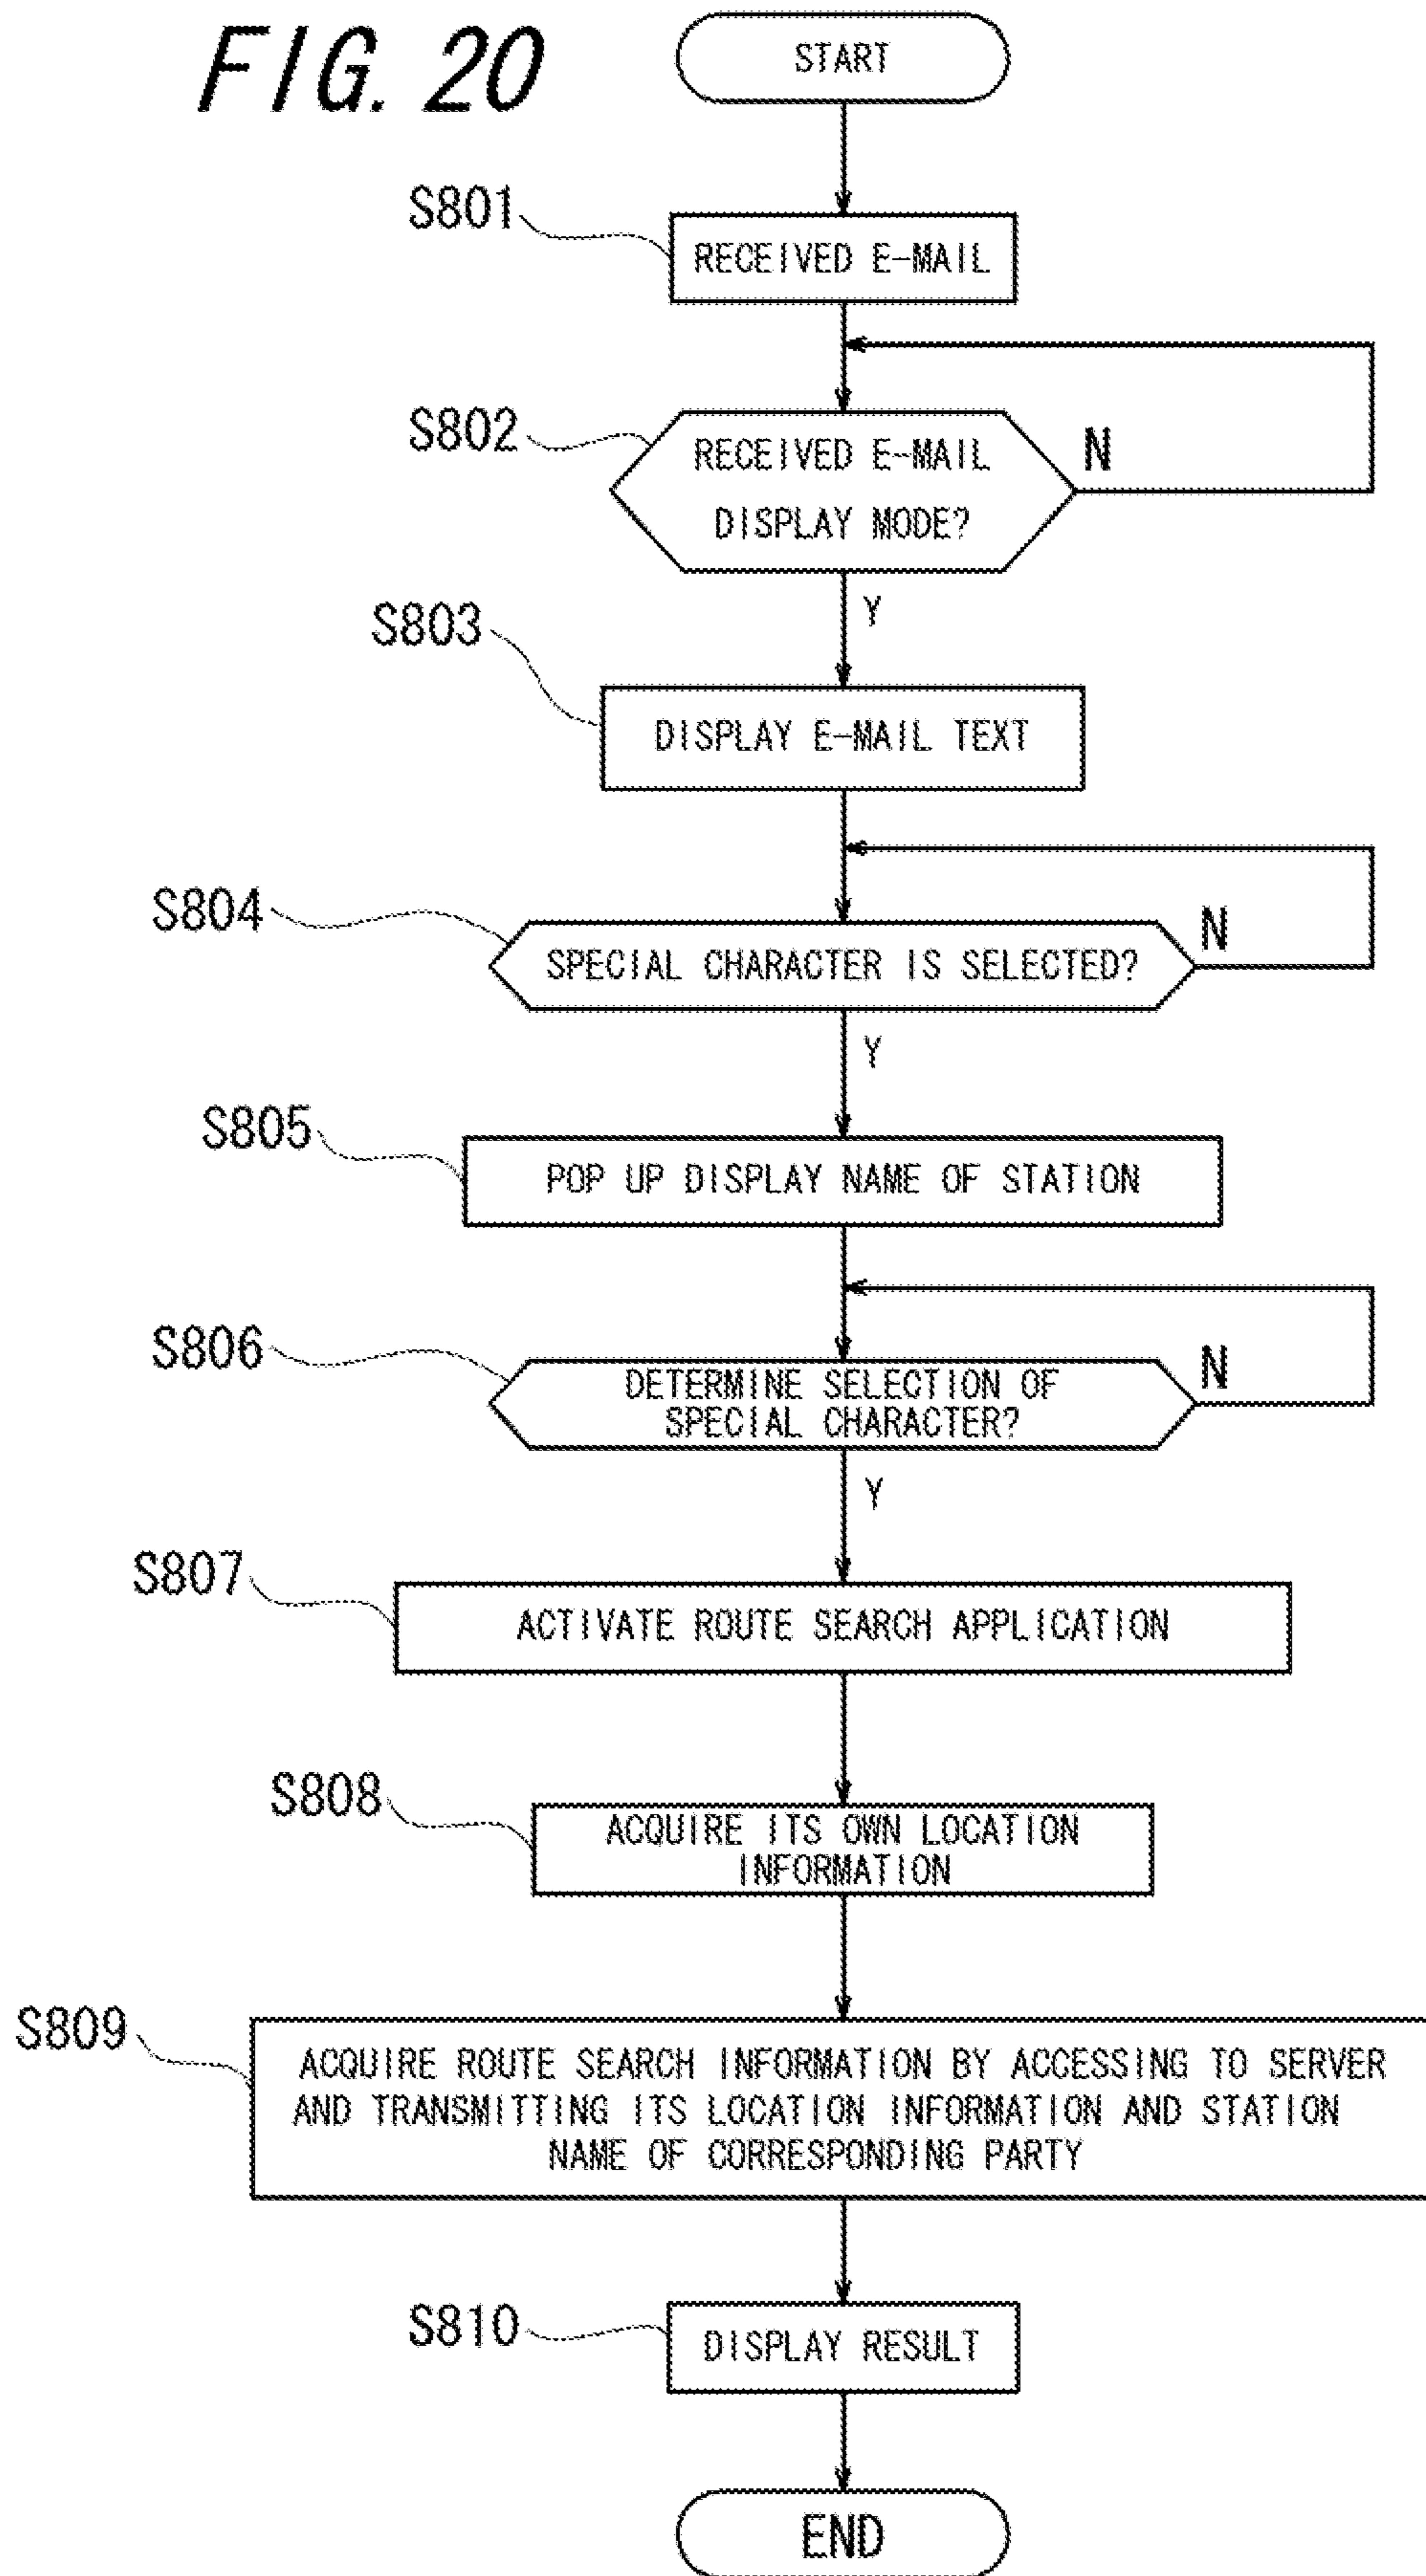 FIG. 20
START
S801
RECEIVED E-MAIL
S802
RECEIVED E-MAIL
DISPLAY MODE?
N
Y
S803
DISPLAY E-MAIL TEXT
S804
SPECIAL CHARACTER IS SELECTED?
N
Y
S805
POP UP DISPLAY NAME OF STATION
S806
DETERMINE SELECTION OF
SPECIAL CHARACTER?
N
Y
S807
ACTIVATE ROUTE SEARCH APPLICATION
S808
ACQUIRE ITS OWN LOCATION
INFORMATION
S809
ACQUIRE ROUTE SEARCH INFORMATION BY ACCESSING TO SERVER
AND TRANSMITTING ITS LOCATION INFORMATION AND STATION
NAME OF CORRESPONDING PARTY
S810
DISPLAY RESULT
END